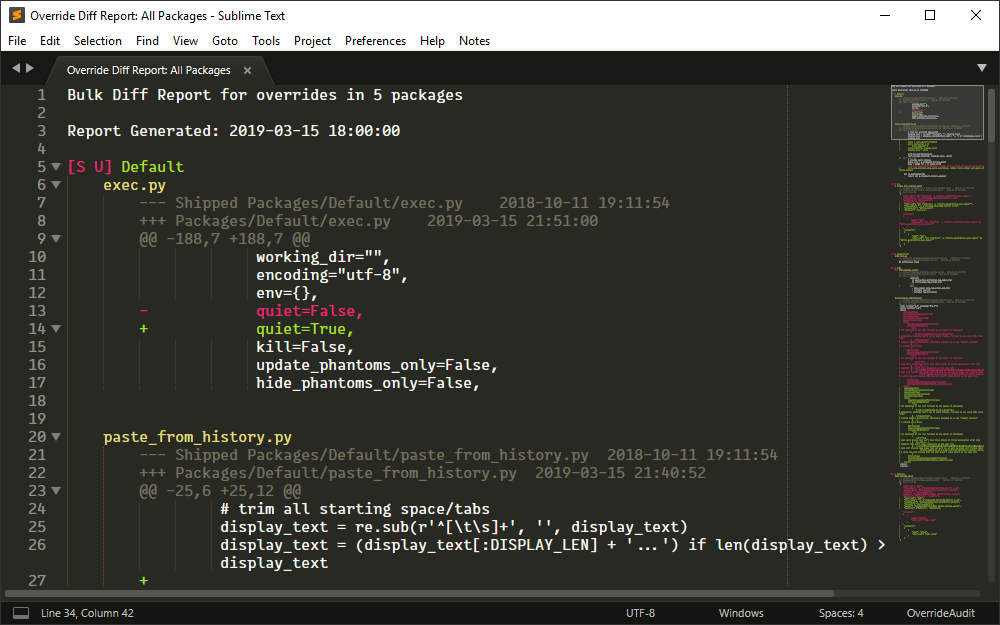 Override Diff Report: All Packages - Sublime Text
File Edit Selection Find View Goto Tools Project Preferences Help Notes
Override Diff Report: All Packages ×
1 Bulk Diff Report for overrides in 5 packages
2
3 Report Generated: 2019-03-15 18:00:00
4
5 [S U] Default
6 exec.py
7 --- Shipped Packages/Default/exec.py 2018-10-11 19:11:54
8 +++ Packages/Default/exec.py 2019-03-15 21:51:00
9 @@ -188,7 +188,7 @@
10 working_dir="",
11 encoding="utf-8",
12 env={},
13 - quiet=False,
14 + quiet=True,
15 kill=False,
16 update_phantoms_only=False,
17 hide_phantoms_only=False,
18
19
20 paste_from_history.py
21 --- Shipped Packages/Default/paste_from_history.py 2018-10-11 19:11:54
22 +++ Packages/Default/paste_from_history.py 2019-03-15 21:40:52
23 @@ -25,6 +25,12 @@
24 # trim all starting space/tabs
25 display_text = re.sub(r'^[\t\s]+', '', display_text)
26 display_text = (display_text[:DISPLAY_LEN] + '...') if len(display_text) >
display_text
27 +
Line 34, Column 42 UTF-8 Windows Spaces: 4 OverrideAudit